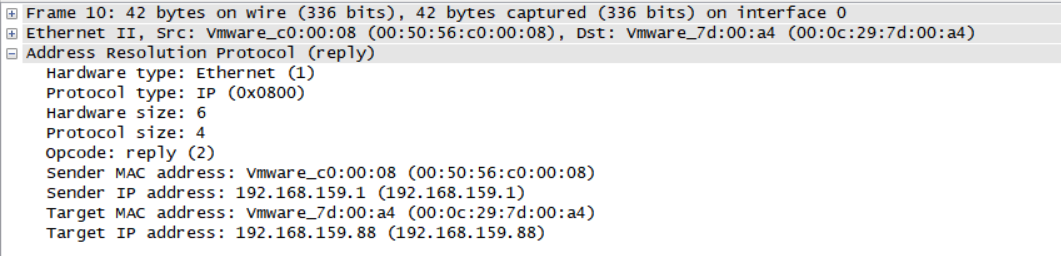 Frame 10: 42 bytes on wire (336 bits), 42 bytes captured (336 bits) on interface 0
Ethernet II, Src: Vmware_c0:00:08 (00:50:56:c0:00:08), Dst: Vmware_7d:00:a4 (00:0c:29:7d:00:a4)
Address Resolution Protocol (reply)
Hardware type: Ethernet (1)
Protocol type: IP (0x0800)
Hardware size: 6
Protocol size: 4
Opcode: reply (2)
Sender MAC address: Vmware_c0:00:08 (00:50:56:c0:00:08)
Sender IP address: 192.168.159.1 (192.168.159.1)
Target MAC address: Vmware_7d:00:a4 (00:0c:29:7d:00:a4)
Target IP address: 192.168.159.88 (192.168.159.88)